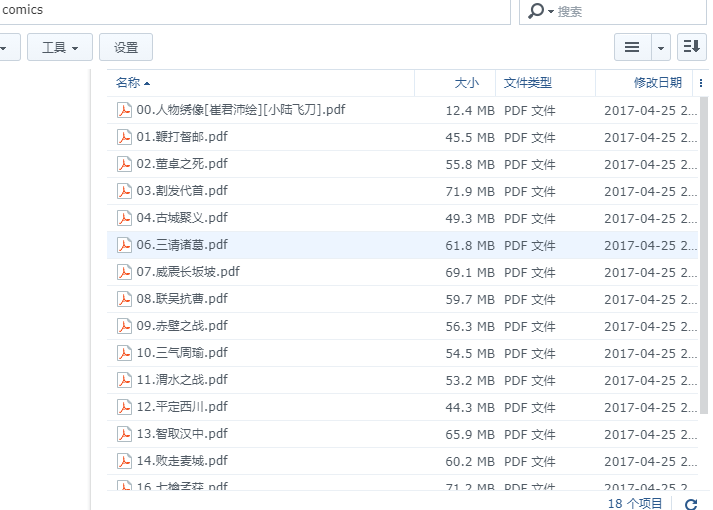 comics
搜索
工具 设置
名称 大小 文件类型 修改日期
00.人物绣像[崔君沛绘][小陆飞刀].pdf 12.4 MB PDF 文件 2017-04-25 2...
01.鞭打督邮.pdf 45.5 MB PDF 文件 2017-04-25 2...
02.董卓之死.pdf 55.8 MB PDF 文件 2017-04-25 2...
03.割发代首.pdf 71.9 MB PDF 文件 2017-04-25 2...
04.古城聚义.pdf 49.3 MB PDF 文件 2017-04-25 2...
06.三请诸葛.pdf 61.8 MB PDF 文件 2017-04-25 2...
07.威震长坂坡.pdf 69.1 MB PDF 文件 2017-04-25 2...
08.联吴抗曹.pdf 59.7 MB PDF 文件 2017-04-25 2...
09.赤壁之战.pdf 56.3 MB PDF 文件 2017-04-25 2...
10.三气周瑜.pdf 54.5 MB PDF 文件 2017-04-25 2...
11.渭水之战.pdf 53.2 MB PDF 文件 2017-04-25 2...
12.平定西川.pdf 44.3 MB PDF 文件 2017-04-25 2...
13.智取汉中.pdf 65.9 MB PDF 文件 2017-04-25 2...
14.败走麦城.pdf 60.2 MB PDF 文件 2017-04-25 2...
16.七擒孟获.pdf 71.2 MB PDF 文件 2017-04-25 2...
18 个项目